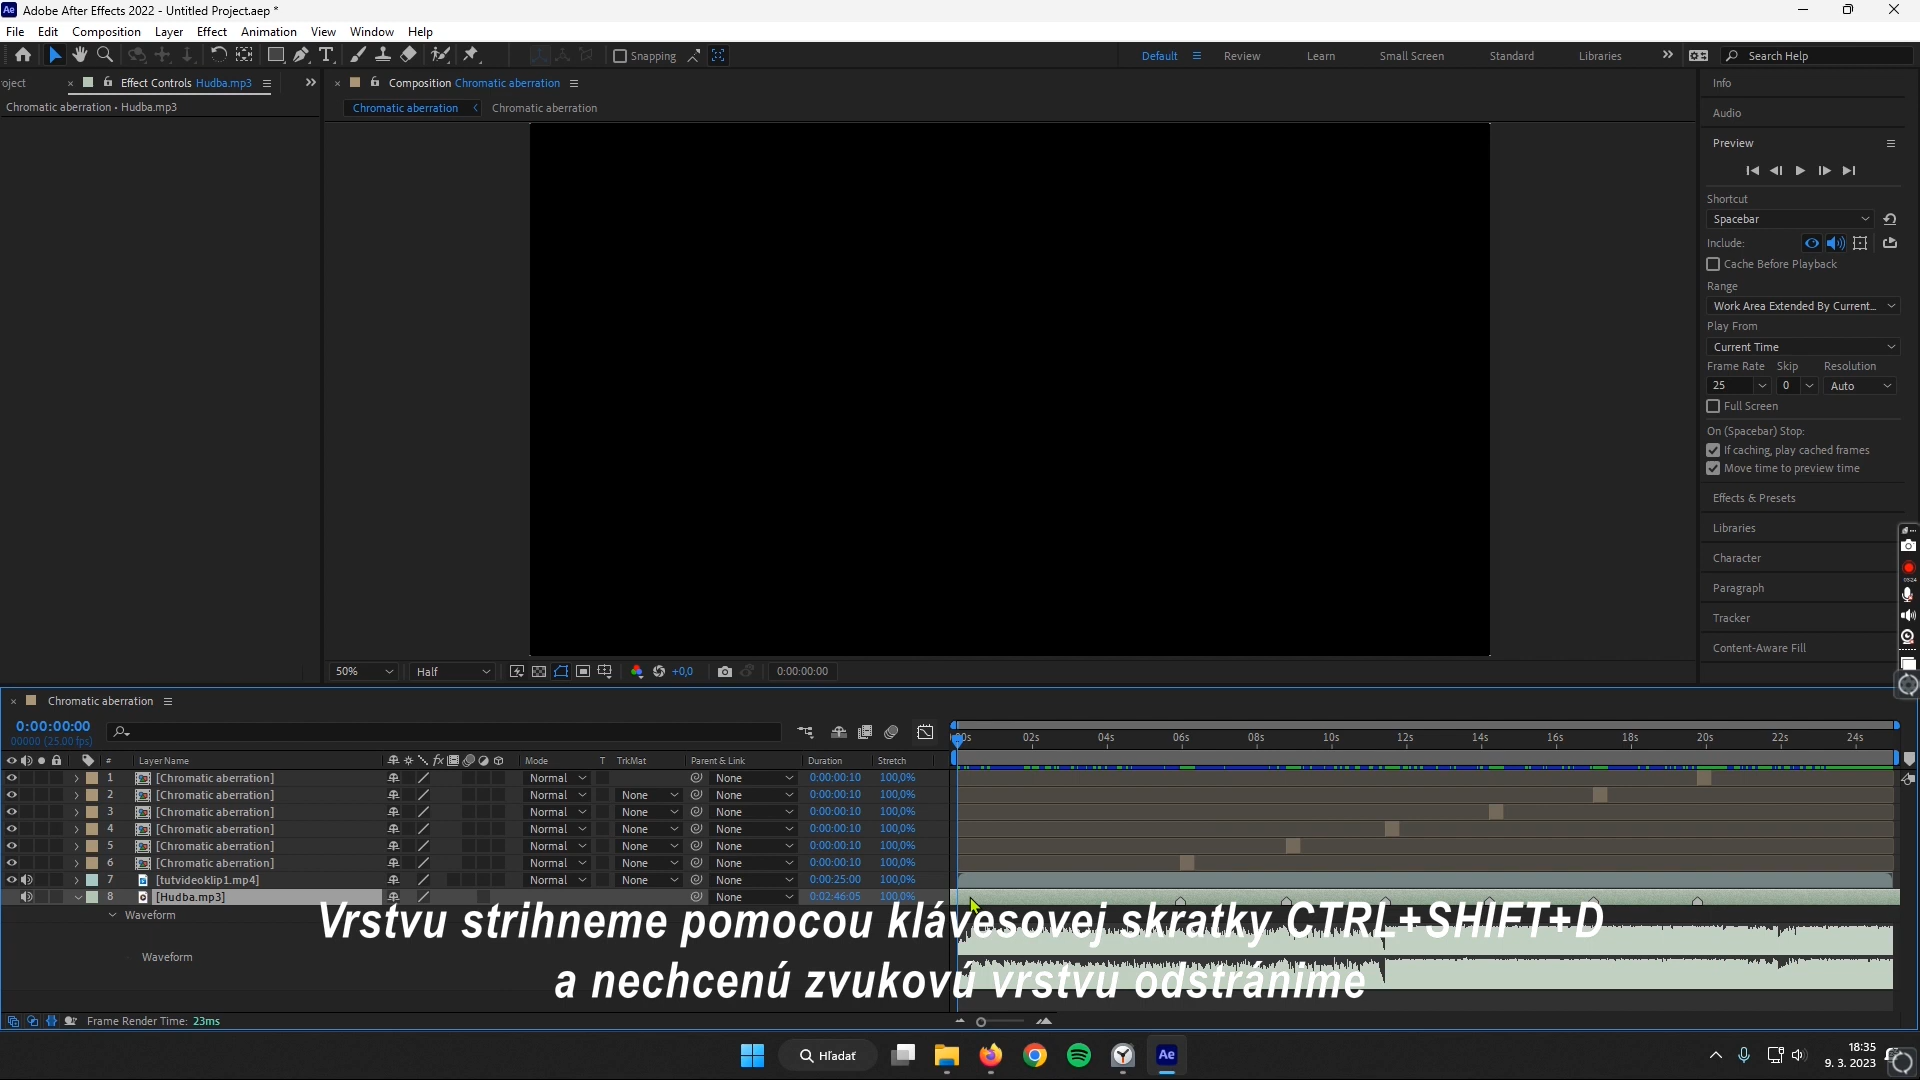 Ae Adobe After Effects 2022 - Untitled Project.aep *
File Edit Composition Layer Effect Animation View Window Help
Snapping Default Review Learn Small Screen Standard Libraries Search Help
oject Effect Controls Hudba.mp3
Chromatic aberration • Hudba.mp3
Composition Chromatic aberration
Chromatic aberration Chromatic aberration
Info
Audio
Preview
Shortcut
Spacebar
Include:
Cache Before Playback
Range
Work Area Extended By Current...
Play From
Current Time
Frame Rate Skip Resolution
25 0 Auto
Full Screen
On (Spacebar) Stop:
If caching, play cached frames
Move time to preview time
Effects & Presets
Libraries
Character
Paragraph
Tracker
Content-Aware Fill
50% Half +0,0 0:00:00:00
Chromatic aberration
0:00:00:00
00000 (25.00 fps)
00s 02s 04s 06s 08s 10s 12s 14s 16s 18s 20s 22s 24s
# Layer Name fx Mode T TrkMat Parent & Link Duration Stretch
1 [Chromatic aberration] Normal None 0:00:00:10 100,0%
2 [Chromatic aberration] Normal None None 0:00:00:10 100,0%
3 [Chromatic aberration] Normal None None 0:00:00:10 100,0%
4 [Chromatic aberration] Normal None None 0:00:00:10 100,0%
5 [Chromatic aberration] Normal None None 0:00:00:10 100,0%
6 [Chromatic aberration] Normal None None 0:00:00:10 100,0%
7 [tutvideoklip1.mp4] Normal None None 0:00:25:00 100,0%
8 [Hudba.mp3] None 0:02:46:05 100,0%
Waveform
Waveform
Vrstvu strihneme pomocou klávesovej skratky CTRL+SHIFT+D
a nechcenú zvukovú vrstvu odstránime
Frame Render Time: 23ms
Hľadať Ae
18:35
9. 3. 2023